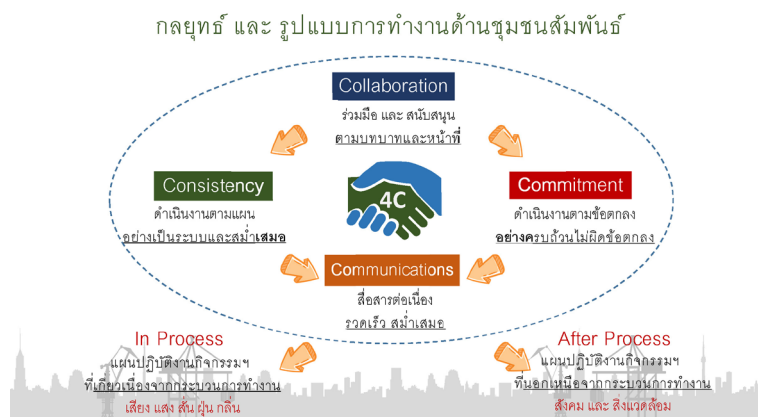 กลยุทธ์ และ รูปแบบการทำงานด้านชุมชนสัมพันธ์
Collaboration
ร่วมมือ และ สนับสนุน
ตามบทบาทและหน้าที่
Consistency
ดำเนินงานตามแผน
อย่างเป็นระบบและสม่ำเสมอ
4C
Commitment
ดำเนินงานตามข้อตกลง
อย่างครบถ้วนไม่ผิดข้อตกลง
Communications
สื่อสารต่อเนื่อง
รวดเร็ว สม่ำเสมอ
In Process
แผนปฏิบัติงานกิจกรรมฯ
ที่เกี่ยวเนื่องจากกระบวนการทำงาน
เสียง แสง สั่น ฝุ่น กลิ่น
After Process
แผนปฏิบัติงานกิจกรรมฯ
ที่นอกเหนือจากกระบวนการทำงาน
สังคม และ สิ่งแวดล้อม